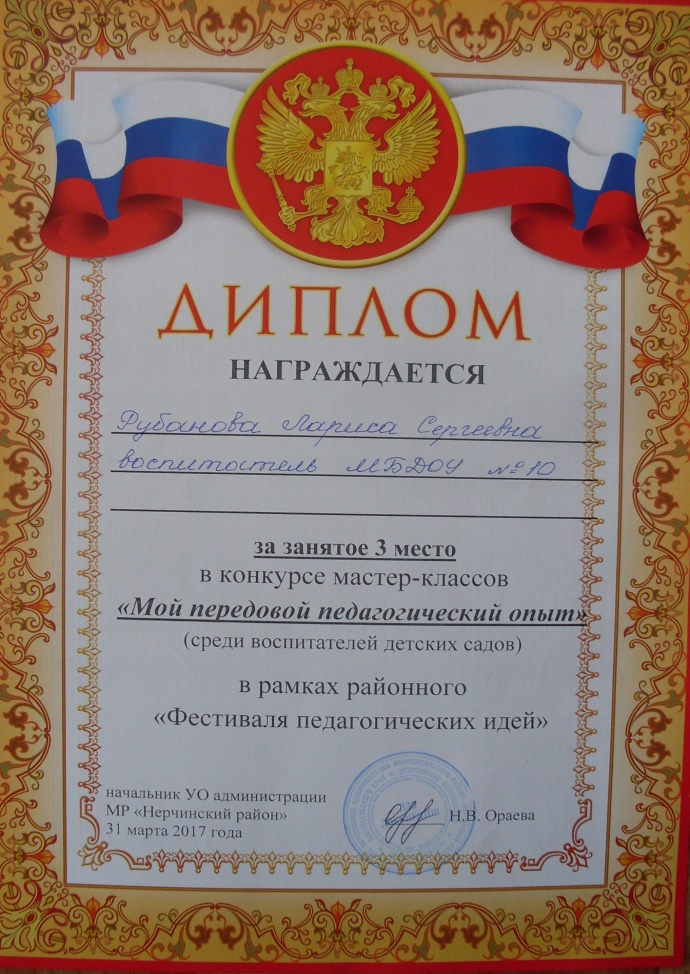 ДИПЛОМ
НАГРАЖДАЕТСЯ
Рубанова Лариса Сергеевна
воспитатель МБДОУ №10
за занятое 3 место
в конкурсе мастер-классов
«Мой передовой педагогический опыт»
(среди воспитателей детских садов)
в рамках районного
«Фестиваля педагогических идей»
начальник УО администрации
МР «Нерчинский район»
31 марта 2017 года
Н.В. Ораева